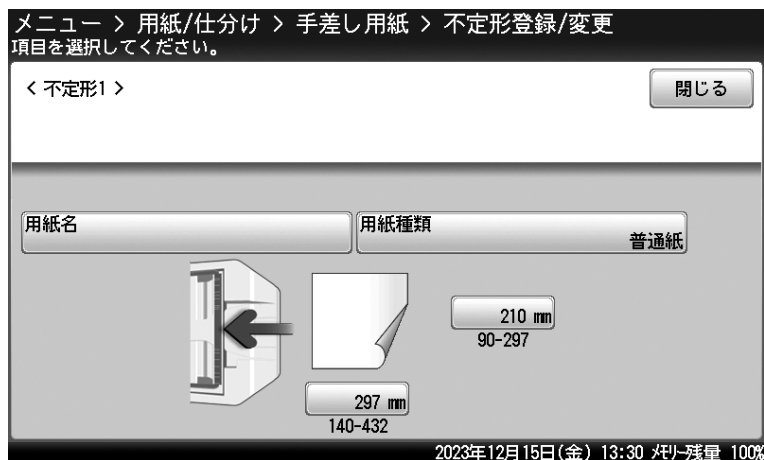 メニュー > 用紙/仕分け > 手差し用紙 > 不定形登録/変更
項目を選択してください。
< 不定形1 >
閉じる
用紙名
用紙種類
普通紙
210 mm
90-297
297 mm
140-432
2023年12月15日(金) 13:30 ﾒﾓﾘｰ残量 100%